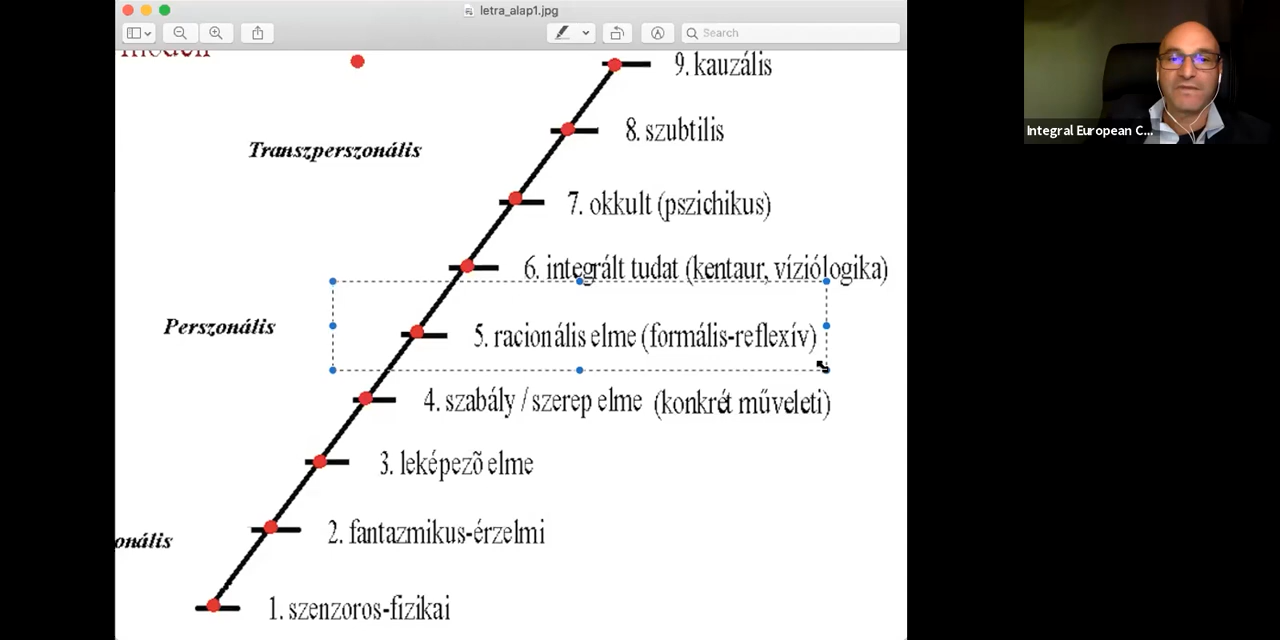 letra_alap1.jpg
Search
modell
9. kauzális
8. szubtilis
Transzperszonális
7. okkult (pszichikus)
6. integrált tudat (kentaur, víziólogika)
Perszonális
5. racionális elme (formális-reflexív)
4. szabály / szerep elme (konkrét műveleti)
3. leképezõ elme
2. fantazmikus-érzelmi
onális
1. szenzoros-fizikai
Integral European C...